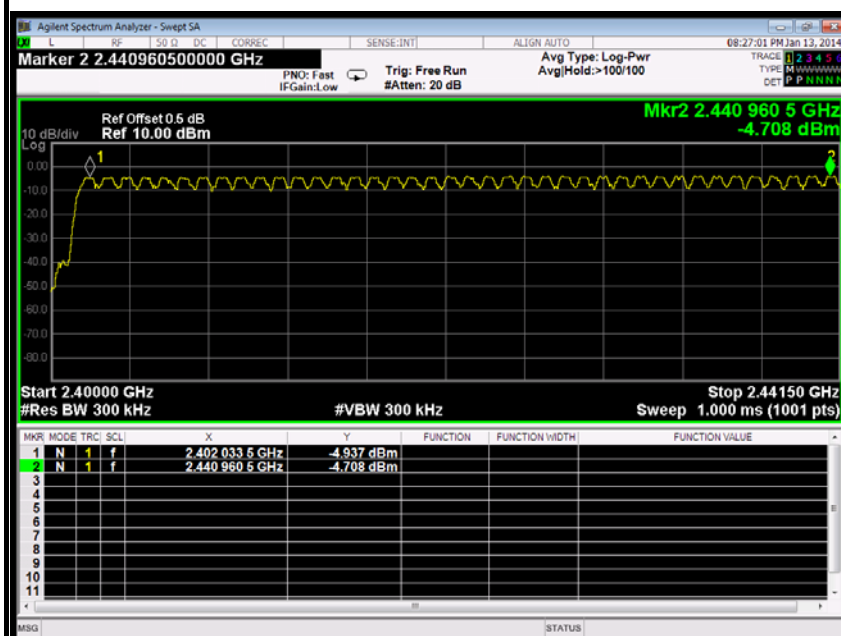 Agilent Spectrum Analyzer - Swept SA
L RF 50 Ω DC CORREC SENSE:INT ALIGN AUTO 08:27:01 PM Jan 13, 2014
Marker 2 2.440960500000 GHz
PNO: Fast
IFGain:Low
Trig: Free Run
#Atten: 20 dB
Avg Type: Log-Pwr
Avg|Hold:>100/100
TRACE 1 2 3 4 5 6
TYPE M WWWWW
DET P P N N N N
Mkr2 2.440 960 5 GHz
-4.708 dBm
Ref Offset 0.5 dB
10 dB/div Ref 10.00 dBm
Log
1
2
0.00
-10.0
-20.0
-30.0
-40.0
-50.0
-60.0
-70.0
-80.0
Start 2.40000 GHz Stop 2.44150 GHz
#Res BW 300 kHz #VBW 300 kHz Sweep 1.000 ms (1001 pts)
MKR MODE TRC SCL X Y FUNCTION FUNCTION WIDTH FUNCTION VALUE
1 N 1 f 2.402 033 5 GHz -4.937 dBm
2 N 1 f 2.440 960 5 GHz -4.708 dBm
3
4
5
6
7
8
9
10
11
MSG STATUS